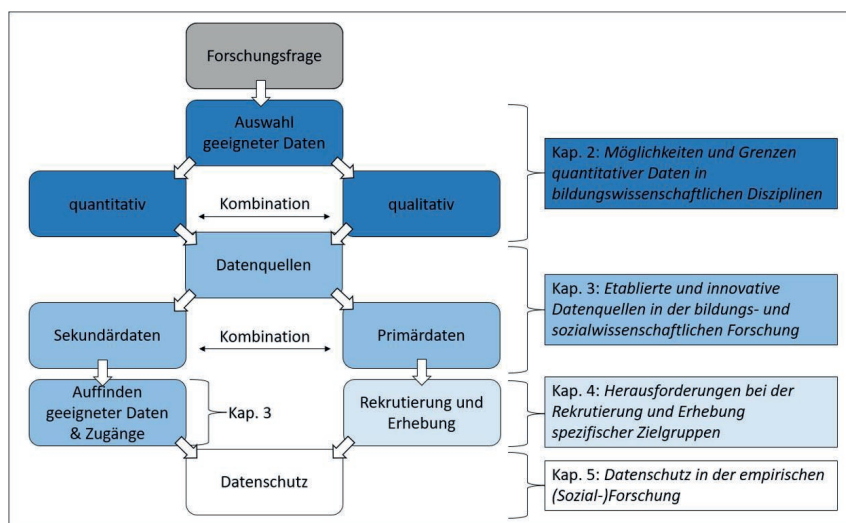 Forschungsfrage
Auswahl
geeigneter Daten
quantitativ
Kombination
qualitativ
Kap. 2: Möglichkeiten und Grenzen
quantitativer Daten in
bildungswissenschaftlichen Disziplinen
Datenquellen
Sekundärdaten
Kombination
Primärdaten
Kap. 3: Etablierte und innovative
Datenquellen in der bildungs- und
sozialwissenschaftlichen Forschung
Auffinden
geeigneter Daten
& Zugänge
Kap. 3
Rekrutierung und
Erhebung
Kap. 4: Herausforderungen bei der
Rekrutierung und Erhebung
spezifischer Zielgruppen
Datenschutz
Kap. 5: Datenschutz in der empirischen
(Sozial-)Forschung